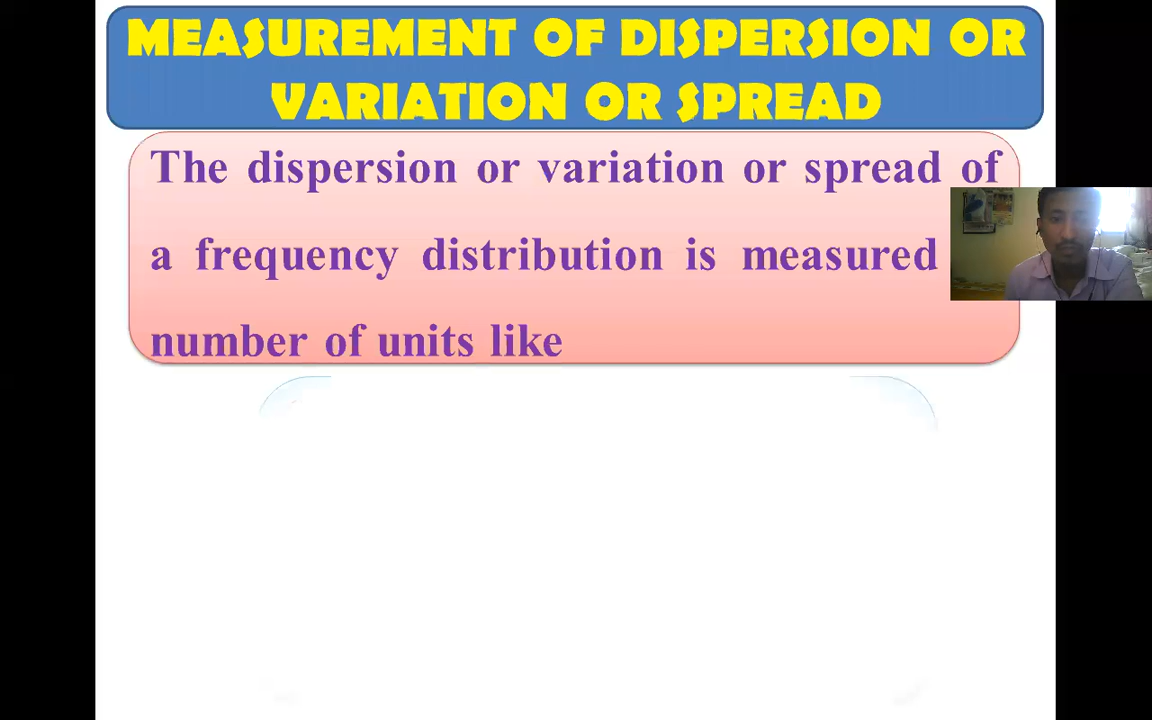 MEASUREMENT OF DISPERSION OR
VARIATION OR SPREAD
The dispersion or variation or spread of
a frequency distribution is measured
number of units like